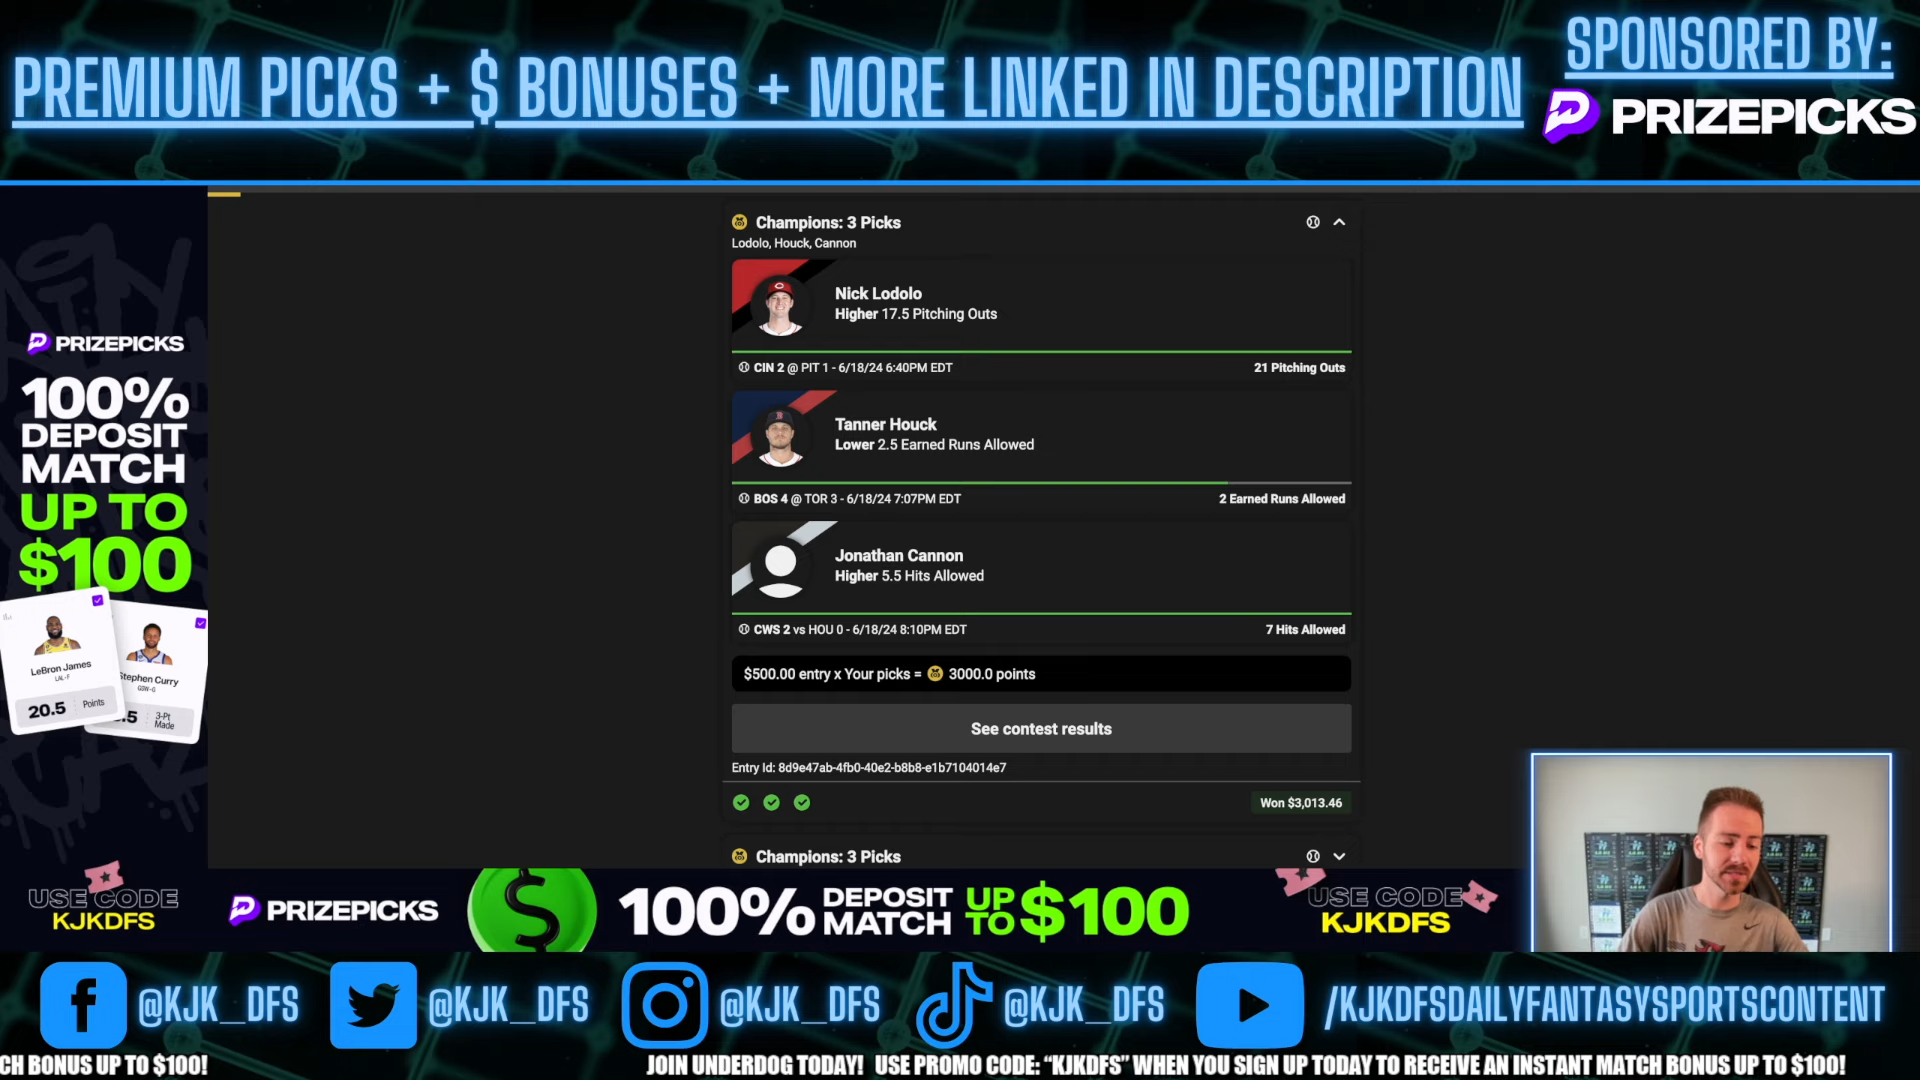 PREMIUM PICKS + $ BONUSES + MORE LINKED IN DESCRIPTION
SPONSORED BY:
PRIZEPICKS
PRIZEPICKS
100%
DEPOSIT
MATCH
UP TO
$100
LeBron James
LAL-F
20.5 Points
Stephen Curry
GSW-G
.5 3-Pt
Made
USE CODE
KJKDFS
Champions: 3 Picks
Lodolo, Houck, Cannon
Nick Lodolo
Higher 17.5 Pitching Outs
CIN 2 @ PIT 1 - 6/18/24 6:40PM EDT
21 Pitching Outs
Tanner Houck
Lower 2.5 Earned Runs Allowed
BOS 4 @ TOR 3 - 6/18/24 7:07PM EDT
2 Earned Runs Allowed
Jonathan Cannon
Higher 5.5 Hits Allowed
CWS 2 vs HOU 0 - 6/18/24 8:10PM EDT
7 Hits Allowed
$500.00 entry x Your picks = 3000.0 points
See contest results
Entry Id: 8d9e47ab-4fb0-40e2-b8b8-e1b7104014e7
Won $3,013.46
Champions: 3 Picks
PRIZEPICKS
100% DEPOSIT MATCH UP TO $100
USE CODE
KJKDFS
@KJK_DFS
@KJK_DFS
@KJK_DFS
@KJK_DFS
/KJKDFSDAILYFANTASYSPORTSCONTENT
CH BONUS UP TO $100!
JOIN UNDERDOG TODAY! USE PROMO CODE: “KJKDFS” WHEN YOU SIGN UP TODAY TO RECEIVE AN INSTANT MATCH BONUS UP TO $100!